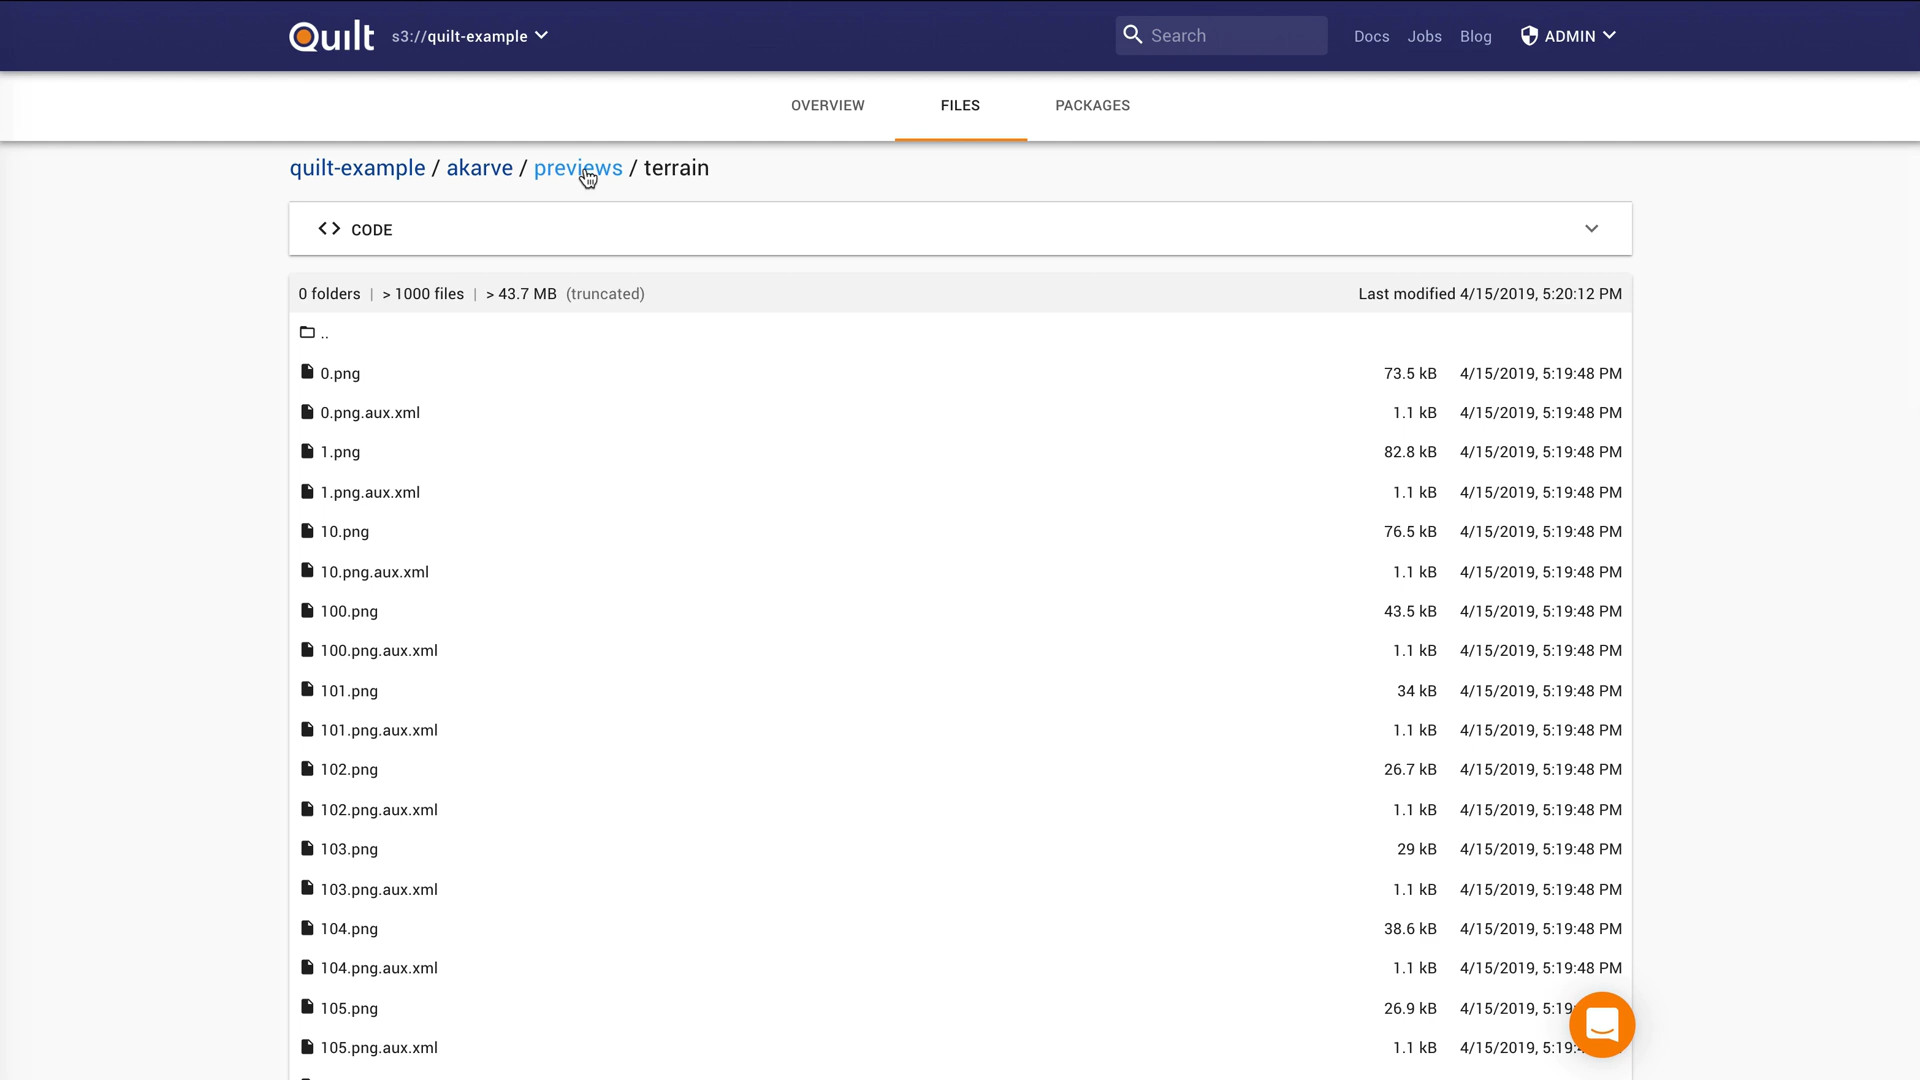 Quilt s3://quilt-example Search Docs Jobs Blog ADMIN
OVERVIEW FILES PACKAGES
quilt-example / akarve / previews / terrain
<> CODE
0 folders | > 1000 files | > 43.7 MB (truncated) Last modified 4/15/2019, 5:20:12 PM
..
0.png 73.5 kB 4/15/2019, 5:19:48 PM
0.png.aux.xml 1.1 kB 4/15/2019, 5:19:48 PM
1.png 82.8 kB 4/15/2019, 5:19:48 PM
1.png.aux.xml 1.1 kB 4/15/2019, 5:19:48 PM
10.png 76.5 kB 4/15/2019, 5:19:48 PM
10.png.aux.xml 1.1 kB 4/15/2019, 5:19:48 PM
100.png 43.5 kB 4/15/2019, 5:19:48 PM
100.png.aux.xml 1.1 kB 4/15/2019, 5:19:48 PM
101.png 34 kB 4/15/2019, 5:19:48 PM
101.png.aux.xml 1.1 kB 4/15/2019, 5:19:48 PM
102.png 26.7 kB 4/15/2019, 5:19:48 PM
102.png.aux.xml 1.1 kB 4/15/2019, 5:19:48 PM
103.png 29 kB 4/15/2019, 5:19:48 PM
103.png.aux.xml 1.1 kB 4/15/2019, 5:19:48 PM
104.png 38.6 kB 4/15/2019, 5:19:48 PM
104.png.aux.xml 1.1 kB 4/15/2019, 5:19:48 PM
105.png 26.9 kB 4/15/2019, 5:19:
105.png.aux.xml 1.1 kB 4/15/2019, 5:19: